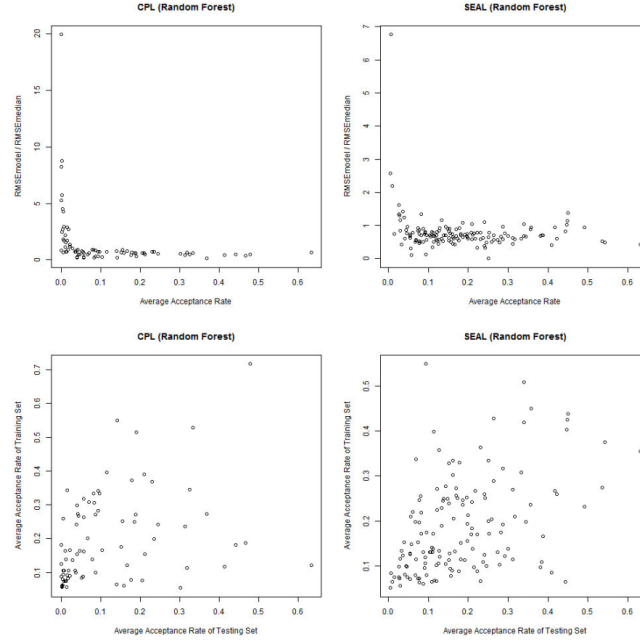 CPL (Random Forest)
RMSEmodel / RMSEmedian
20
15
10
5
0
0.0 0.1 0.2 0.3 0.4 0.5 0.6
Average Acceptance Rate
SEAL (Random Forest)
RMSEmodel / RMSEmedian
7
6
5
4
3
2
1
0
0.0 0.1 0.2 0.3 0.4 0.5 0.6
Average Acceptance Rate
CPL (Random Forest)
Average Acceptance Rate of Training Set
0.7
0.6
0.5
0.4
0.3
0.2
0.1
0.0 0.1 0.2 0.3 0.4 0.5 0.6
Average Acceptance Rate of Testing Set
SEAL (Random Forest)
Average Acceptance Rate of Training Set
0.5
0.4
0.3
0.2
0.1
0.0 0.1 0.2 0.3 0.4 0.5 0.6
Average Acceptance Rate of Testing Set